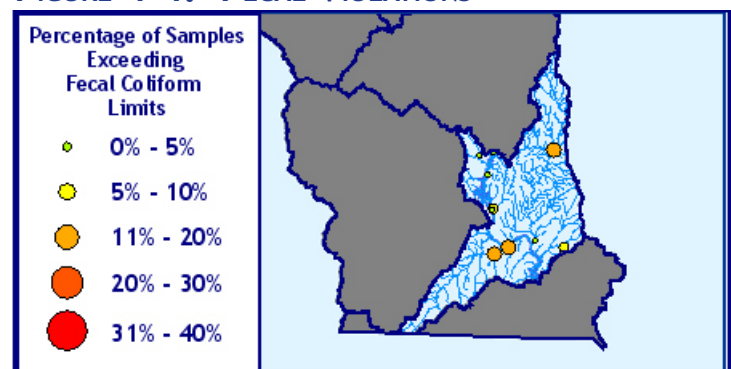 Percentage of Samples
Exceeding
Fecal Coliform
Limits
0% - 5%
5% - 10%
11% - 20%
20% - 30%
31% - 40%